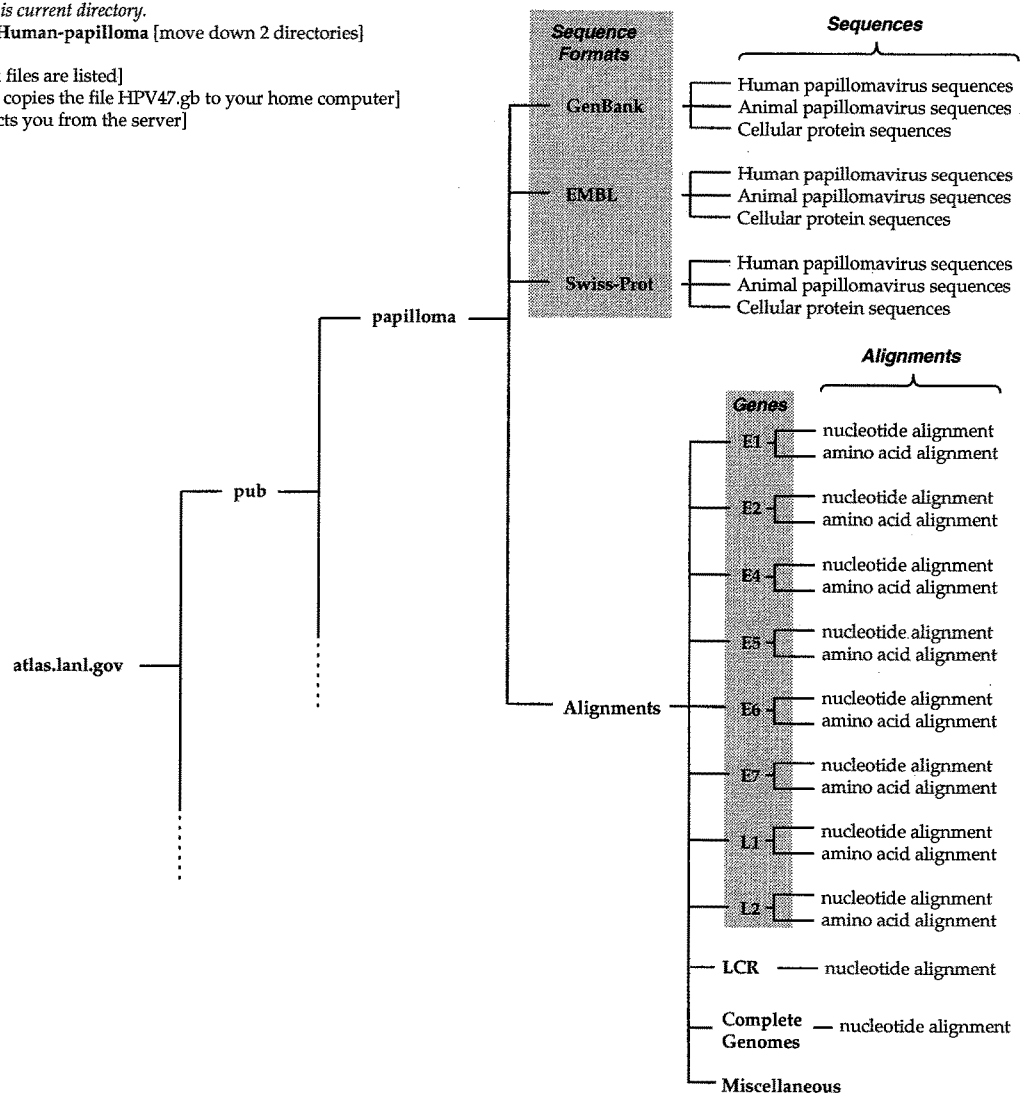 is current directory.
Human-papilloma [move down 2 directories]
files are listed]
copies the file HPV47.gb to your home computer]
cts you from the server]
Sequence
Formats
Sequences
GenBank
Human papillomavirus sequences
Animal papillomavirus sequences
Cellular protein sequences
EMBL
Human papillomavirus sequences
Animal papillomavirus sequences
Cellular protein sequences
Swiss-Prot
Human papillomavirus sequences
Animal papillomavirus sequences
Cellular protein sequences
papilloma
Alignments
Genes
E1
nucleotide alignment
amino acid alignment
pub
E2
nucleotide alignment
amino acid alignment
E4
nucleotide alignment
amino acid alignment
E5
nucleotide alignment
amino acid alignment
atlas.lanl.gov
Alignments
E6
nucleotide alignment
amino acid alignment
E7
nucleotide alignment
amino acid alignment
L1
nucleotide alignment
amino acid alignment
L2
nucleotide alignment
amino acid alignment
LCR
nucleotide alignment
Complete
Genomes
nucleotide alignment
Miscellaneous